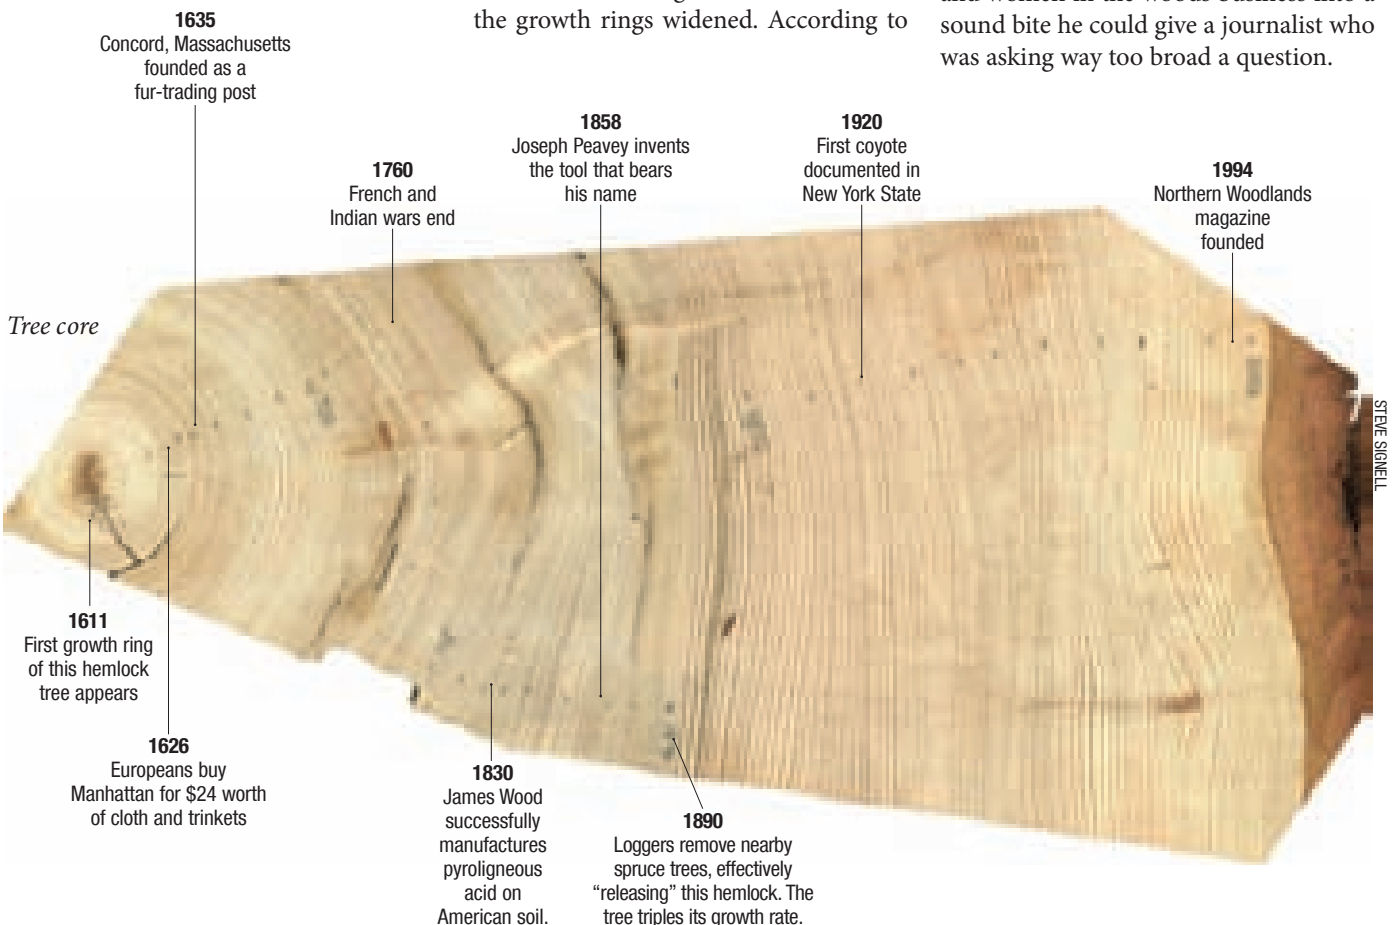 the growth rings widened. According to
sound bite he could give a journalist who
was asking way too broad a question.
1635
Concord, Massachusetts
founded as a
fur-trading post
1760
French and
Indian wars end
1858
Joseph Peavey invents
the tool that bears
his name
1920
First coyote
documented in
New York State
1994
Northern Woodlands
magazine
founded
Tree core
STEVE SIGNELL
1611
First growth ring
of this hemlock
tree appears
1626
Europeans buy
Manhattan for $24 worth
of cloth and trinkets
1830
James Wood
successfully
manufactures
pyroligneous
acid on
American soil.
1890
Loggers remove nearby
spruce trees, effectively
“releasing” this hemlock. The
tree triples its growth rate.